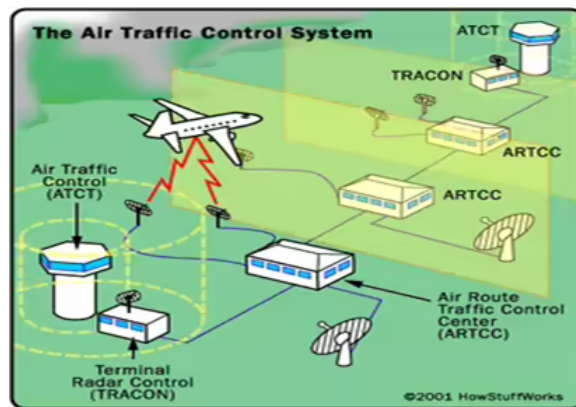 The Air Traffic Control System
ATCT
TRACON
ARTCC
ARTCC
Air Traffic
Control
(ATCT)
Air Route
Traffic Control
Center
(ARTCC)
Terminal
Radar Control
(TRACON)
©2001 HowStuffWorks